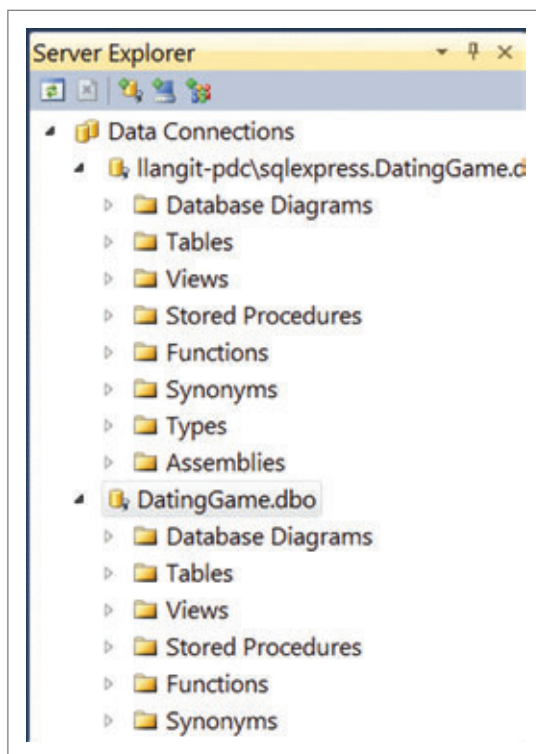 Server Explorer
Data Connections
llangit-pdc\sqlexpress.DatingGame.d
Database Diagrams
Tables
Views
Stored Procedures
Functions
Synonyms
Types
Assemblies
DatingGame.dbo
Database Diagrams
Tables
Views
Stored Procedures
Functions
Synonyms